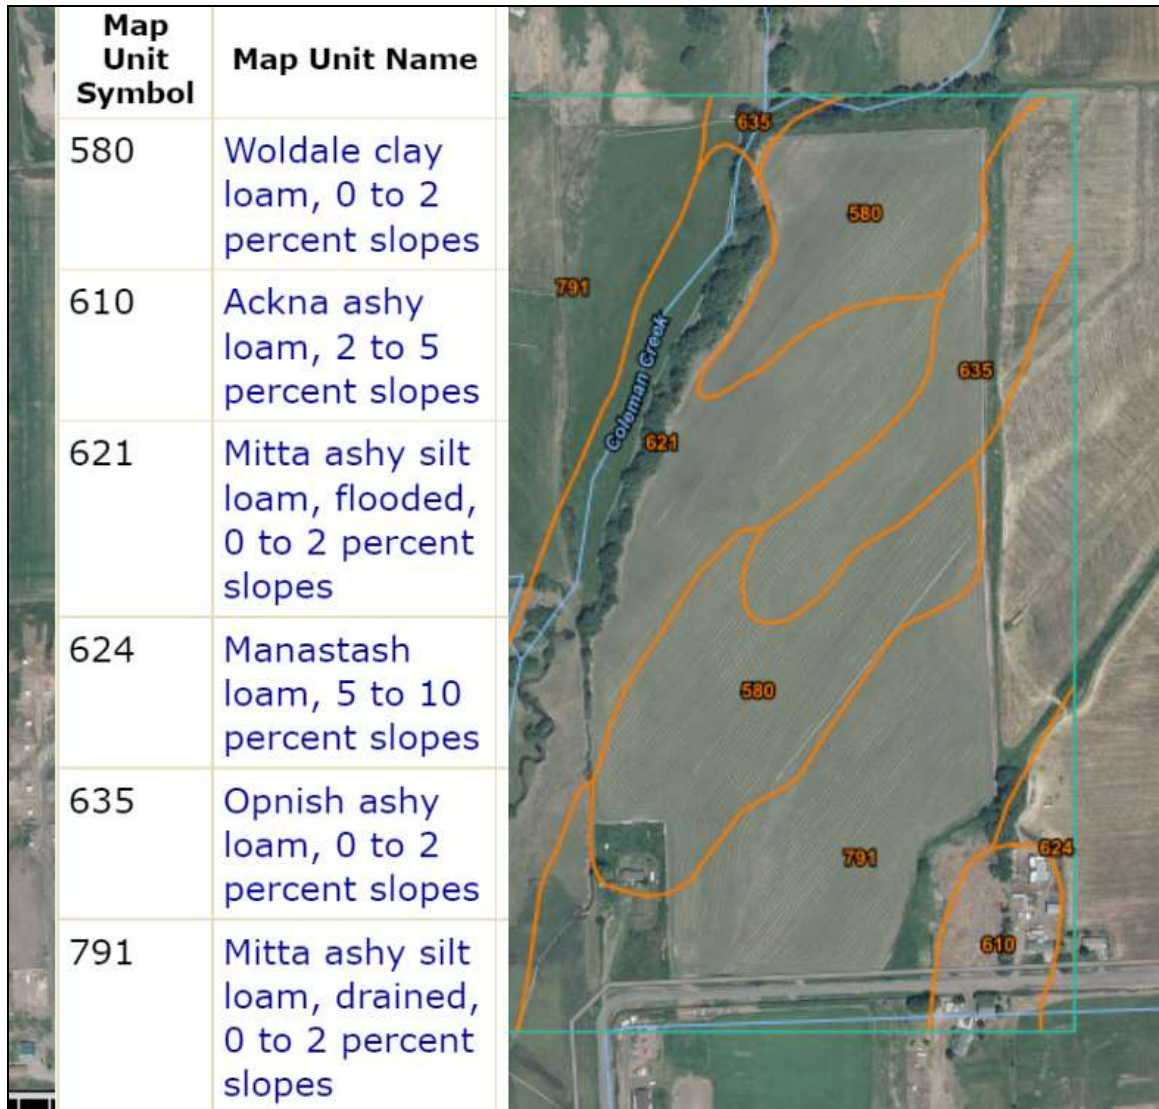 Map
Unit
Symbol
Map Unit Name
580
Woldale clay
loam, 0 to 2
percent slopes
610
Ackna ashy
loam, 2 to 5
percent slopes
621
Mitta ashy silt
loam, flooded,
0 to 2 percent
slopes
624
Manastash
loam, 5 to 10
percent slopes
635
Opnish ashy
loam, 0 to 2
percent slopes
791
Mitta ashy silt
loam, drained,
0 to 2 percent
slopes
635
580
791
635
Coleman Creek
621
580
791
624
610